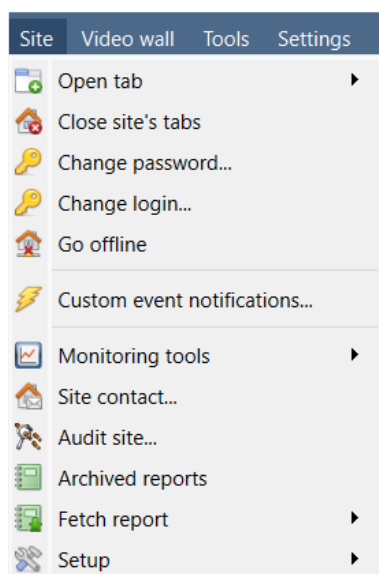 Site Video wall Tools Settings
Open tab
Close site's tabs
Change password...
Change login...
Go offline
Custom event notifications...
Monitoring tools
Site contact...
Audit site...
Archived reports
Fetch report
Setup